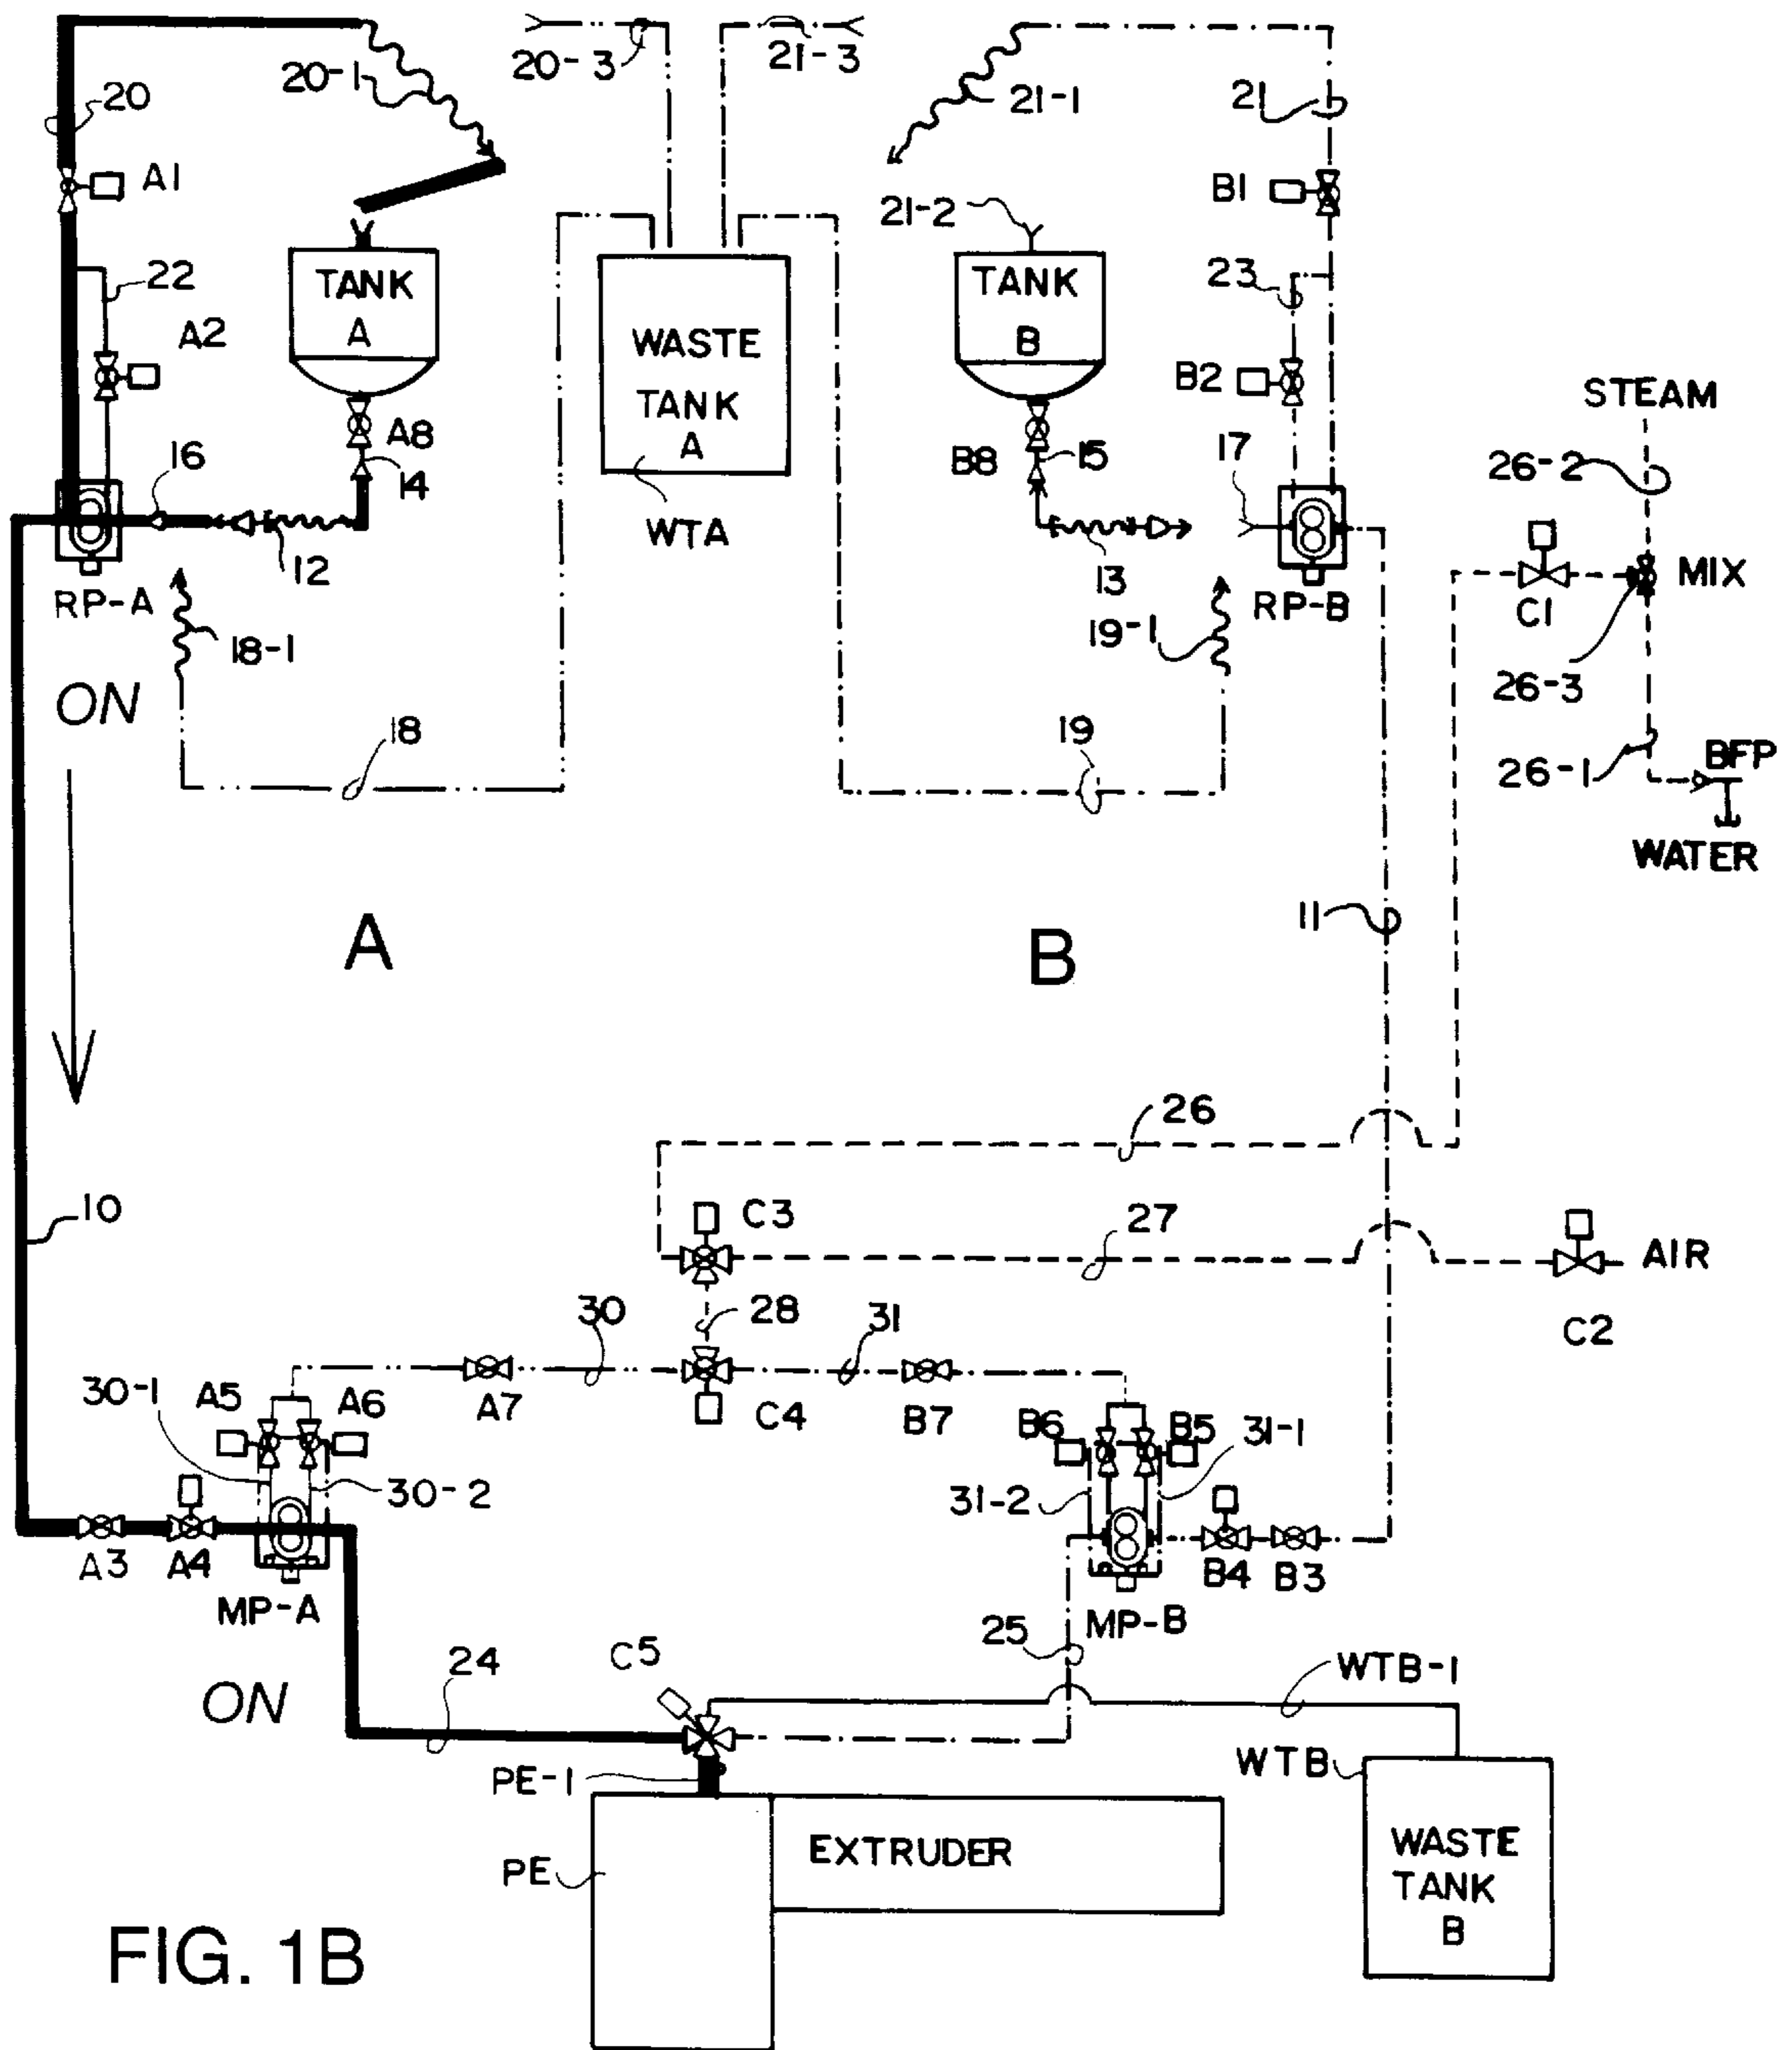 20
20-1
20-3
21-3
21-1
21
A1
B1
21-2
22
TANK
A
TANK
B
23
A2
WASTE
TANK
A
B2
STEAM
A8
16
14
B8
15
17
26-2
WTA
MIX
12
13
C1
RP-A
RP-B
18-1
19-1
26-3
ON
18
19
26-1
BFP
WATER
11
A
B
26
10
C3
27
AIR
28
C2
30
31
30-1
A5
A6
A7
C4
B7
B6
B5
31-1
30-2
31-2
A3
A4
B4
B3
MP-A
MP-B
25
C5
24
WTB-1
ON
WTB
PE-1
EXTRUDER
WASTE
TANK
B
PE
FIG. 1B